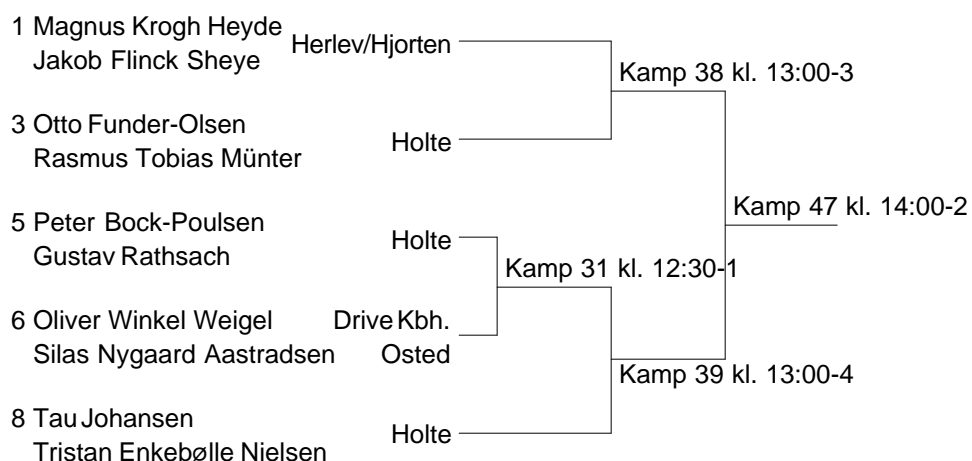 1 Magnus Krogh Heyde
Jakob Flinck Sheye
Herlev/Hjorten
Kamp 38 kl. 13:00-3
3 Otto Funder-Olsen
Rasmus Tobias Münter
Holte
Kamp 47 kl. 14:00-2
5 Peter Bock-Poulsen
Gustav Rathsach
Holte
Kamp 31 kl. 12:30-1
6 Oliver Winkel Weigel Drive Kbh.
Silas Nygaard Aastradsen Osted
Kamp 39 kl. 13:00-4
8 Tau Johansen
Tristan Enkebølle Nielsen
Holte